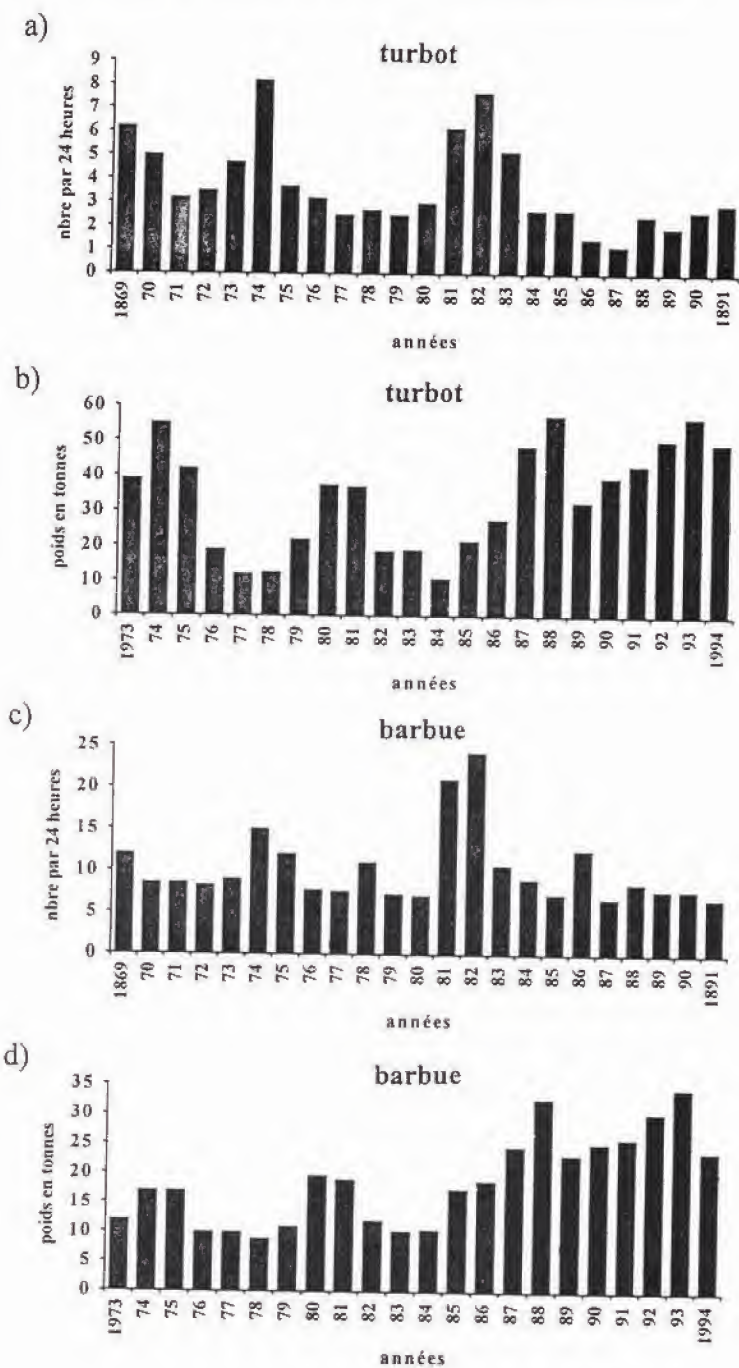 a)
turbot
nbre par 24 heures
9
8
7
6
5
4
3
2
1
0
1869 70 71 72 73 74 75 76 77 78 79 80 81 82 83 84 85 86 87 88 89 90 1891
années
b)
turbot
poids en tonnes
60
50
40
30
20
10
0
1973 74 75 76 77 78 79 80 81 82 83 84 85 86 87 88 89 90 91 92 93 1994
années
c)
barbue
nbre par 24 heures
25
20
15
10
5
0
1869 70 71 72 73 74 75 76 77 78 79 80 81 82 83 84 85 86 87 88 89 90 1891
années
d)
barbue
poids en tonnes
35
30
25
20
15
10
5
0
1973 74 75 76 77 78 79 80 81 82 83 84 85 86 87 88 89 90 91 92 93 1994
années